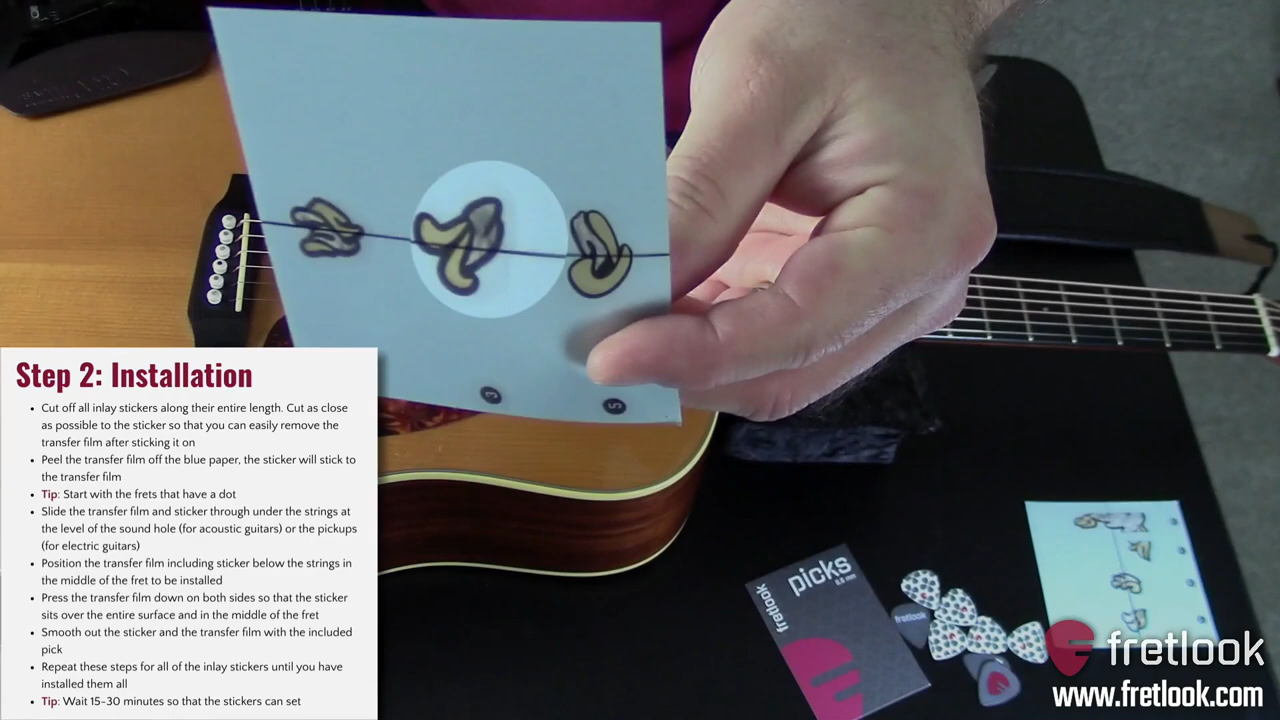 Step 2: Installation
• Cut off all inlay stickers along their entire length. Cut as close
as possible to the sticker so that you can easily remove the
transfer film after sticking it on
• Peel the transfer film off the blue paper, the sticker will stick to
the transfer film
• Tip: Start with the frets that have a dot
• Slide the transfer film and sticker through under the strings at
the level of the sound hole (for acoustic guitars) or the pickups
(for electric guitars)
• Position the transfer film including sticker below the strings in
the middle of the fret to be installed
• Press the transfer film down on both sides so that the sticker
sits over the entire surface and in the middle of the fret
• Smooth out the sticker and the transfer film with the included
pick
• Repeat these steps for all of the inlay stickers until you have
installed them all
• Tip: Wait 15-30 minutes so that the stickers can set
3
5
picks
0.8 mm
fretlook
fretlook
fretlook
www.fretlook.com